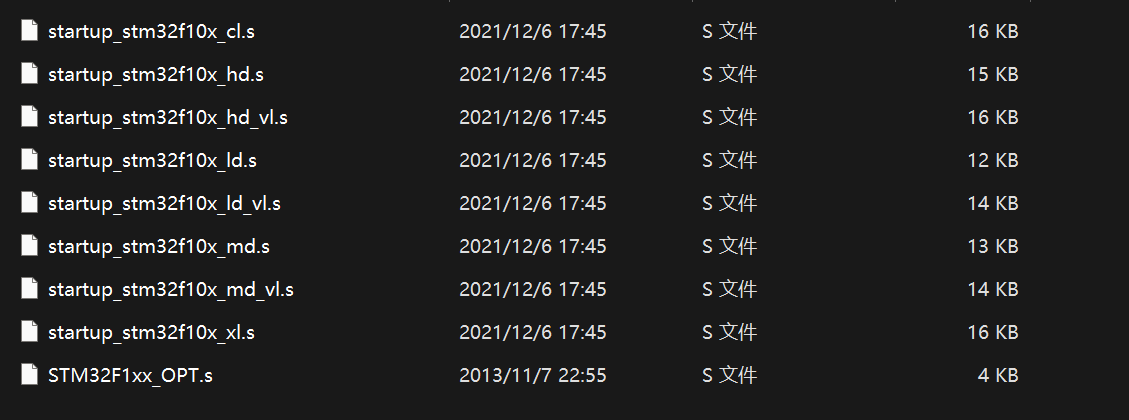 startup_stm32f10x_cl.s 2021/12/6 17:45 S 文件 16 KB
startup_stm32f10x_hd.s 2021/12/6 17:45 S 文件 15 KB
startup_stm32f10x_hd_vl.s 2021/12/6 17:45 S 文件 16 KB
startup_stm32f10x_ld.s 2021/12/6 17:45 S 文件 12 KB
startup_stm32f10x_ld_vl.s 2021/12/6 17:45 S 文件 14 KB
startup_stm32f10x_md.s 2021/12/6 17:45 S 文件 13 KB
startup_stm32f10x_md_vl.s 2021/12/6 17:45 S 文件 14 KB
startup_stm32f10x_xl.s 2021/12/6 17:45 S 文件 16 KB
STM32F1xx_OPT.s 2013/11/7 22:55 S 文件 4 KB